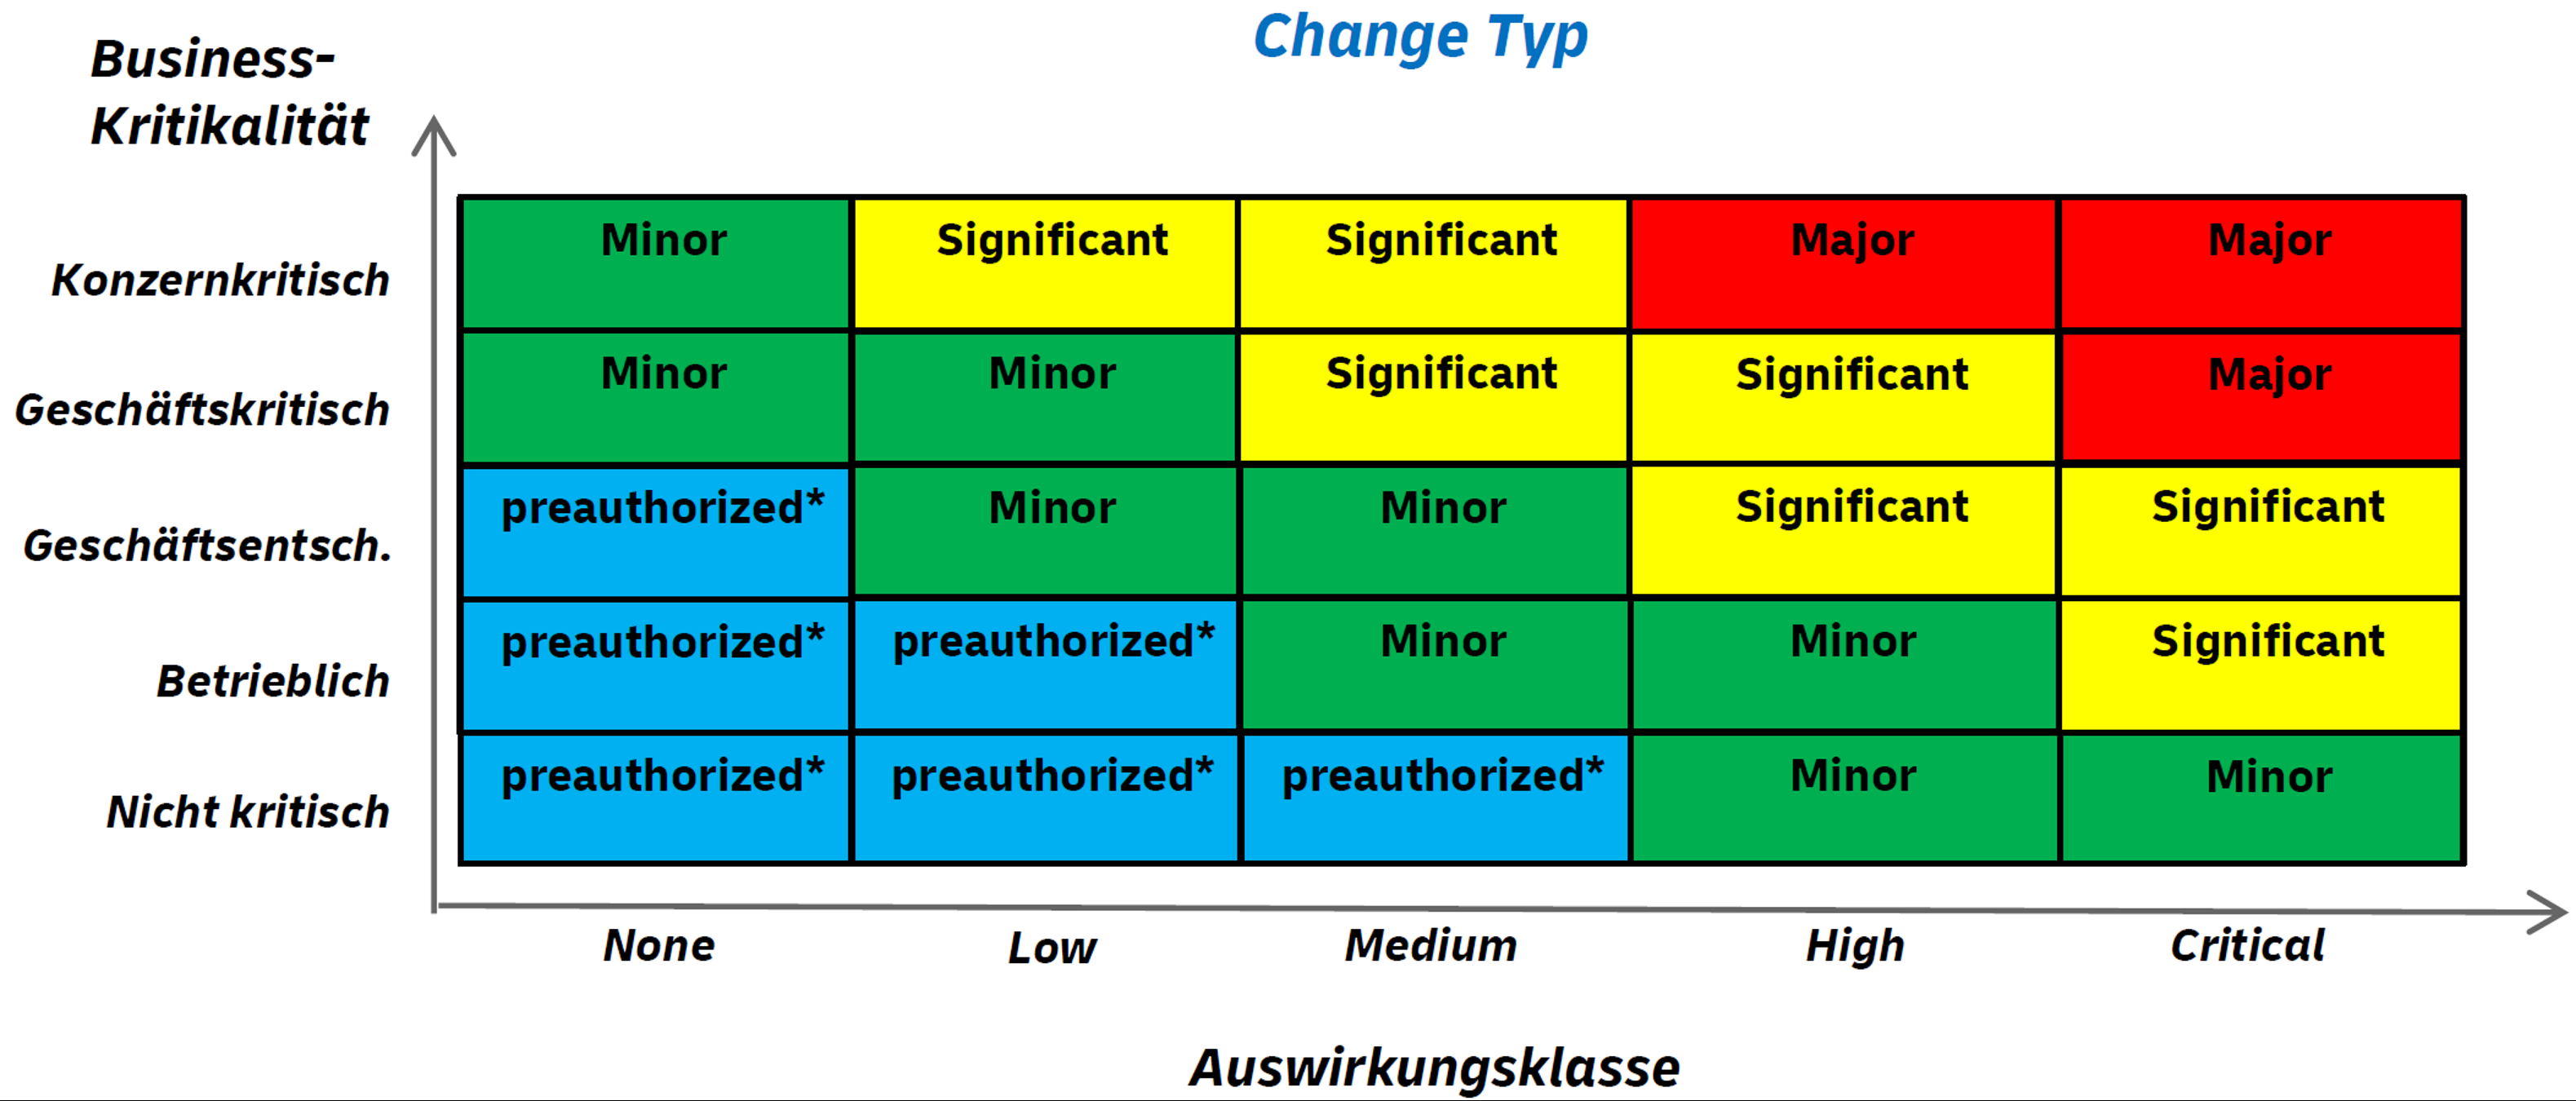 Change Typ
Business-
Kritikalität
Konzernkritisch Minor Significant Significant Major Major
Geschäftskritisch Minor Minor Significant Significant Major
Geschäftsentsch. preauthorized* Minor Minor Significant Significant
Betrieblich preauthorized* preauthorized* Minor Minor Significant
Nicht kritisch preauthorized* preauthorized* preauthorized* Minor Minor
None Low Medium High Critical
Auswirkungsklasse